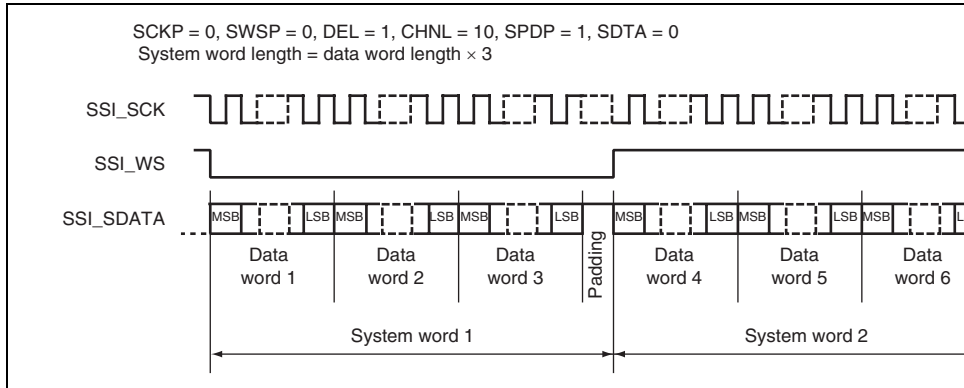 SCKP = 0, SWSP = 0, DEL = 1, CHNL = 10, SPDP = 1, SDTA = 0
System word length = data word length × 3
SSI_SCK
SSI_WS
SSI_SDATA
MSB LSB MSB LSB MSB LSB MSB LSB MSB LSB MSB
Data word 1
Data word 2
Data word 3
Padding
Data word 4
Data word 5
Data word 6
System word 1
System word 2